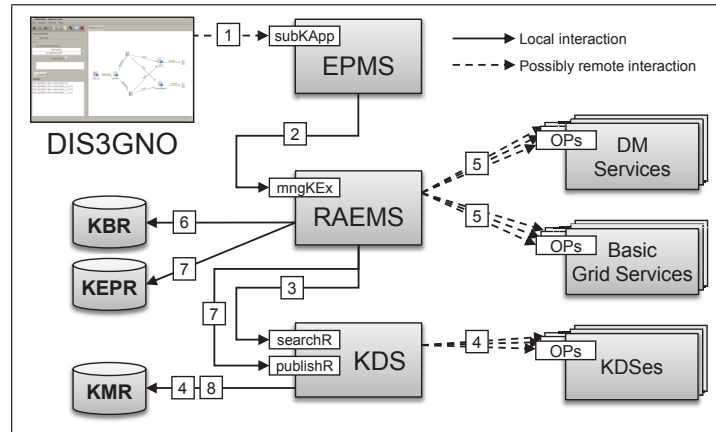 1
subKApp
EPMS
Local interaction
Possibly remote interaction
DIS3GNO
2
5
OPs
DM
Services
mngKEx
RAEMS
KBR
6
5
OPs
Basic
Grid Services
KEPR
7
3
7
searchR
publishR
KDS
4
OPs
KDSes
KMR
4
8